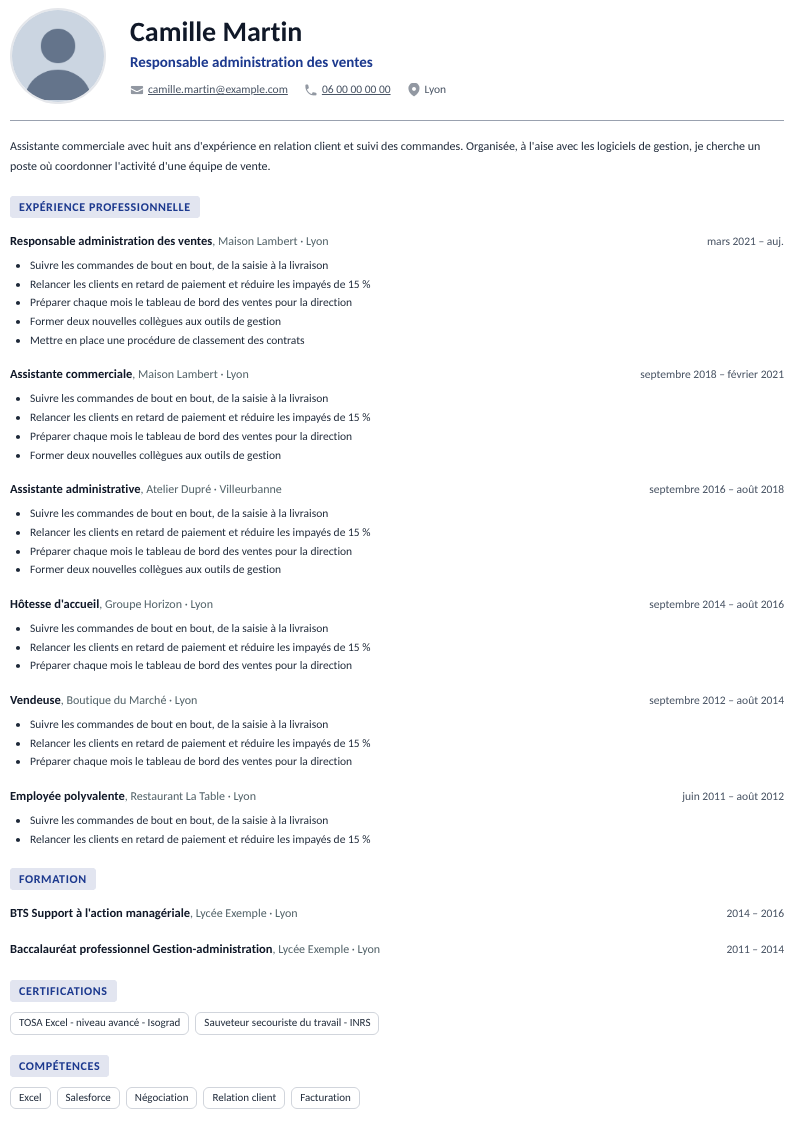 Camille Martin
Responsable administration des ventes
camille.martin@example.com 06 00 00 00 00 Lyon
Assistante commerciale avec huit ans d'expérience en relation client et suivi des commandes. Organisée, à l'aise avec les logiciels de gestion, je cherche un
poste où coordonner l'activité d'une équipe de vente.
EXPÉRIENCE PROFESSIONNELLE
Responsable administration des ventes, Maison Lambert · Lyon mars 2021 – auj.
• Suivre les commandes de bout en bout, de la saisie à la livraison
• Relancer les clients en retard de paiement et réduire les impayés de 15 %
• Préparer chaque mois le tableau de bord des ventes pour la direction
• Former deux nouvelles collègues aux outils de gestion
• Mettre en place une procédure de classement des contrats
Assistante commerciale, Maison Lambert · Lyon septembre 2018 – février 2021
• Suivre les commandes de bout en bout, de la saisie à la livraison
• Relancer les clients en retard de paiement et réduire les impayés de 15 %
• Préparer chaque mois le tableau de bord des ventes pour la direction
• Former deux nouvelles collègues aux outils de gestion
Assistante administrative, Atelier Dupré · Villeurbanne septembre 2016 – août 2018
• Suivre les commandes de bout en bout, de la saisie à la livraison
• Relancer les clients en retard de paiement et réduire les impayés de 15 %
• Préparer chaque mois le tableau de bord des ventes pour la direction
• Former deux nouvelles collègues aux outils de gestion
Hôtesse d'accueil, Groupe Horizon · Lyon septembre 2014 – août 2016
• Suivre les commandes de bout en bout, de la saisie à la livraison
• Relancer les clients en retard de paiement et réduire les impayés de 15 %
• Préparer chaque mois le tableau de bord des ventes pour la direction
Vendeuse, Boutique du Marché · Lyon septembre 2012 – août 2014
• Suivre les commandes de bout en bout, de la saisie à la livraison
• Relancer les clients en retard de paiement et réduire les impayés de 15 %
• Préparer chaque mois le tableau de bord des ventes pour la direction
Employée polyvalente, Restaurant La Table · Lyon juin 2011 – août 2012
• Suivre les commandes de bout en bout, de la saisie à la livraison
• Relancer les clients en retard de paiement et réduire les impayés de 15 %
FORMATION
BTS Support à l'action managériale, Lycée Exemple · Lyon 2014 – 2016
Baccalauréat professionnel Gestion-administration, Lycée Exemple · Lyon 2011 – 2014
CERTIFICATIONS
TOSA Excel - niveau avancé - Isograd Sauveteur secouriste du travail - INRS
COMPÉTENCES
Excel Salesforce Négociation Relation client Facturation